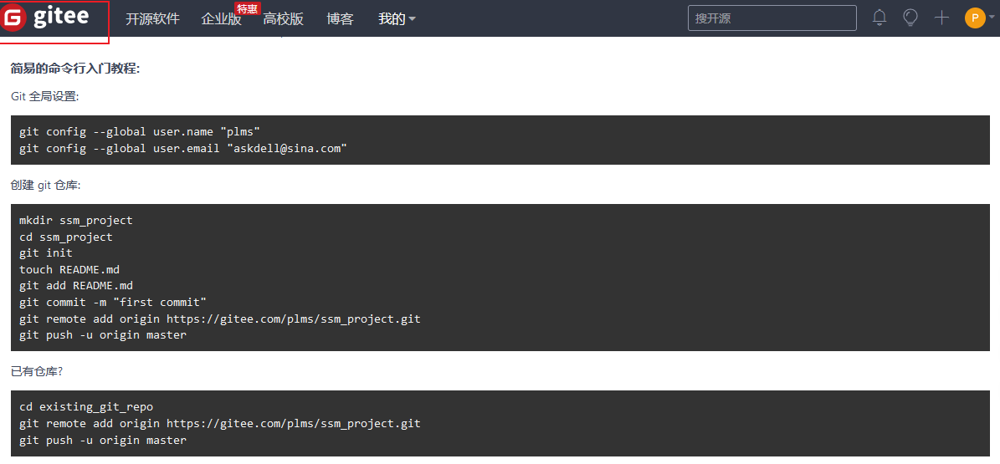 gitee 开源软件 企业版 特惠 高校版 博客 我的 搜开源 P
简易的命令行入门教程:
Git 全局设置:
git config --global user.name "plms"
git config --global user.email "askdell@sina.com"
创建 git 仓库:
mkdir ssm_project
cd ssm_project
git init
touch README.md
git add README.md
git commit -m "first commit"
git remote add origin https://gitee.com/plms/ssm_project.git
git push -u origin master
已有仓库?
cd existing_git_repo
git remote add origin https://gitee.com/plms/ssm_project.git
git push -u origin master